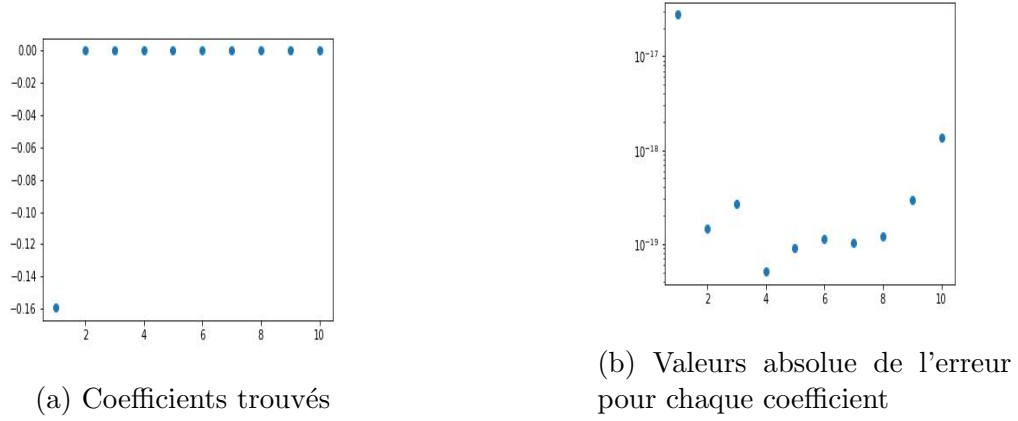 0.00
−0.02
−0.04
−0.06
−0.08
−0.10
−0.12
−0.14
−0.16
2 4 6 8 10
(a) Coefficients trouvés
10⁻¹⁷
10⁻¹⁸
10⁻¹⁹
2 4 6 8 10
(b) Valeurs absolue de l'erreur
pour chaque coefficient